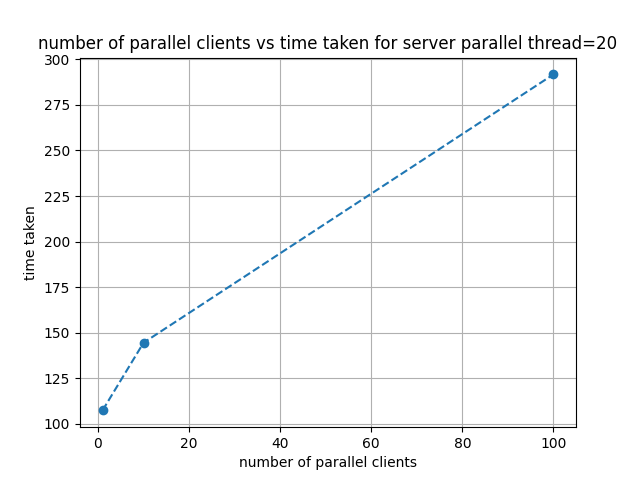 number of parallel clients vs time taken for server parallel thread=20
300
275
250
225
200
175
150
125
100
time taken
0 20 40 60 80 100
number of parallel clients